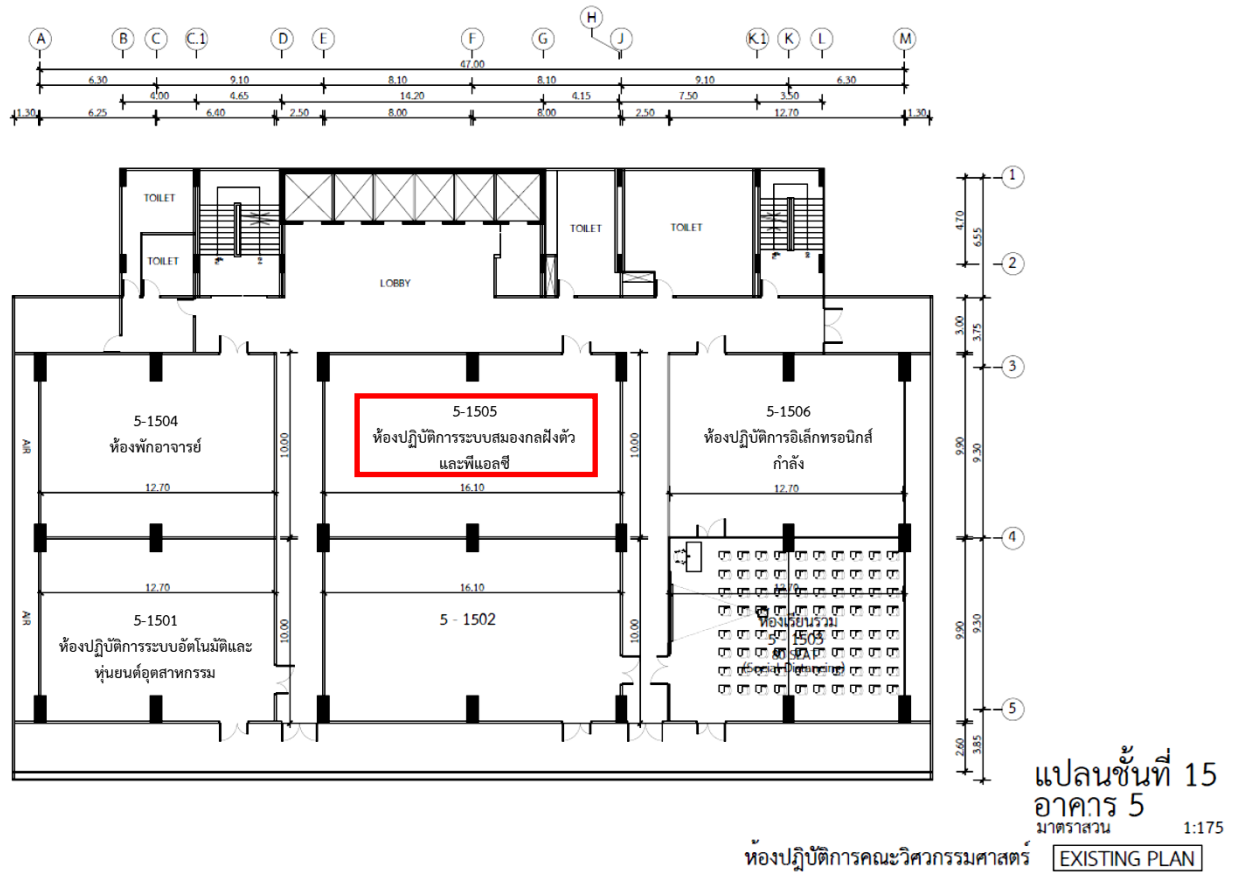 H
A B C C.1 D E F G J K.1 K L M
47.00
6.30 9.10 8.10 8.10 9.10 6.30
4.00 4.65 14.20 4.15 7.50 3.50
1.30 6.25 6.40 2.50 8.00 8.00 2.50 12.70 1.30
1
TOILET
TOILET
TOILET
TOILET
LOBBY
4.70
6.55
2
3.00
3.75
3
5-1504
ห้องพักอาจารย์
AIR
12.70
10.00
5-1505
ห้องปฏิบัติการระบบสมองกลฝังตัว
และพีแอลซี
16.10
10.00
5-1506
ห้องปฏิบัติการอิเล็กทรอนิกส์
กำลัง
12.70
9.90
9.30
4
12.70
AIR
5-1501
ห้องปฏิบัติการระบบอัตโนมัติและ
หุ่นยนต์อุตสาหกรรม
10.00
16.10
5 - 1502
10.00
12.70
ห้องเรียนรวม
5 - 1503
80 SEAT
(Social Distancing)
9.90
9.30
5
2.60
3.85
แปลนชั้นที่ 15
อาคาร 5
มาตราสวน 1:175
ห้องปฏิบัติการคณะวิศวกรรมศาสตร์ EXISTING PLAN